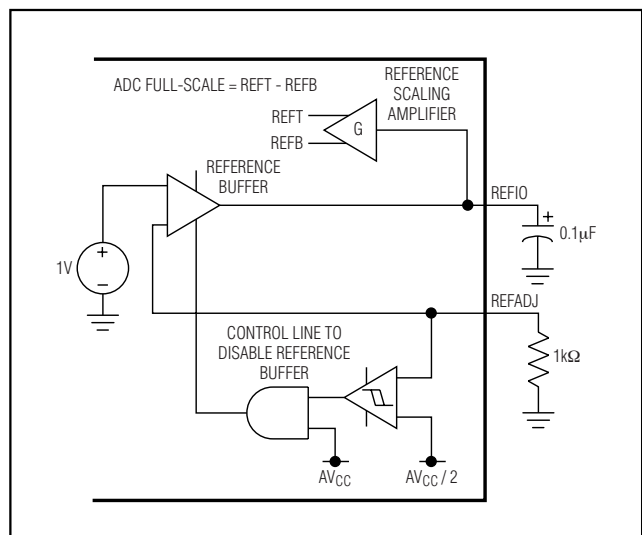 ADC FULL-SCALE = REFT - REFB
REFERENCE
SCALING
AMPLIFIER
REFT
REFB
G
REFERENCE
BUFFER
REFIO
+
0.1μF
1V
+
−
REFADJ
CONTROL LINE TO
DISABLE REFERENCE
BUFFER
1kΩ
AVCC
AVCC / 2